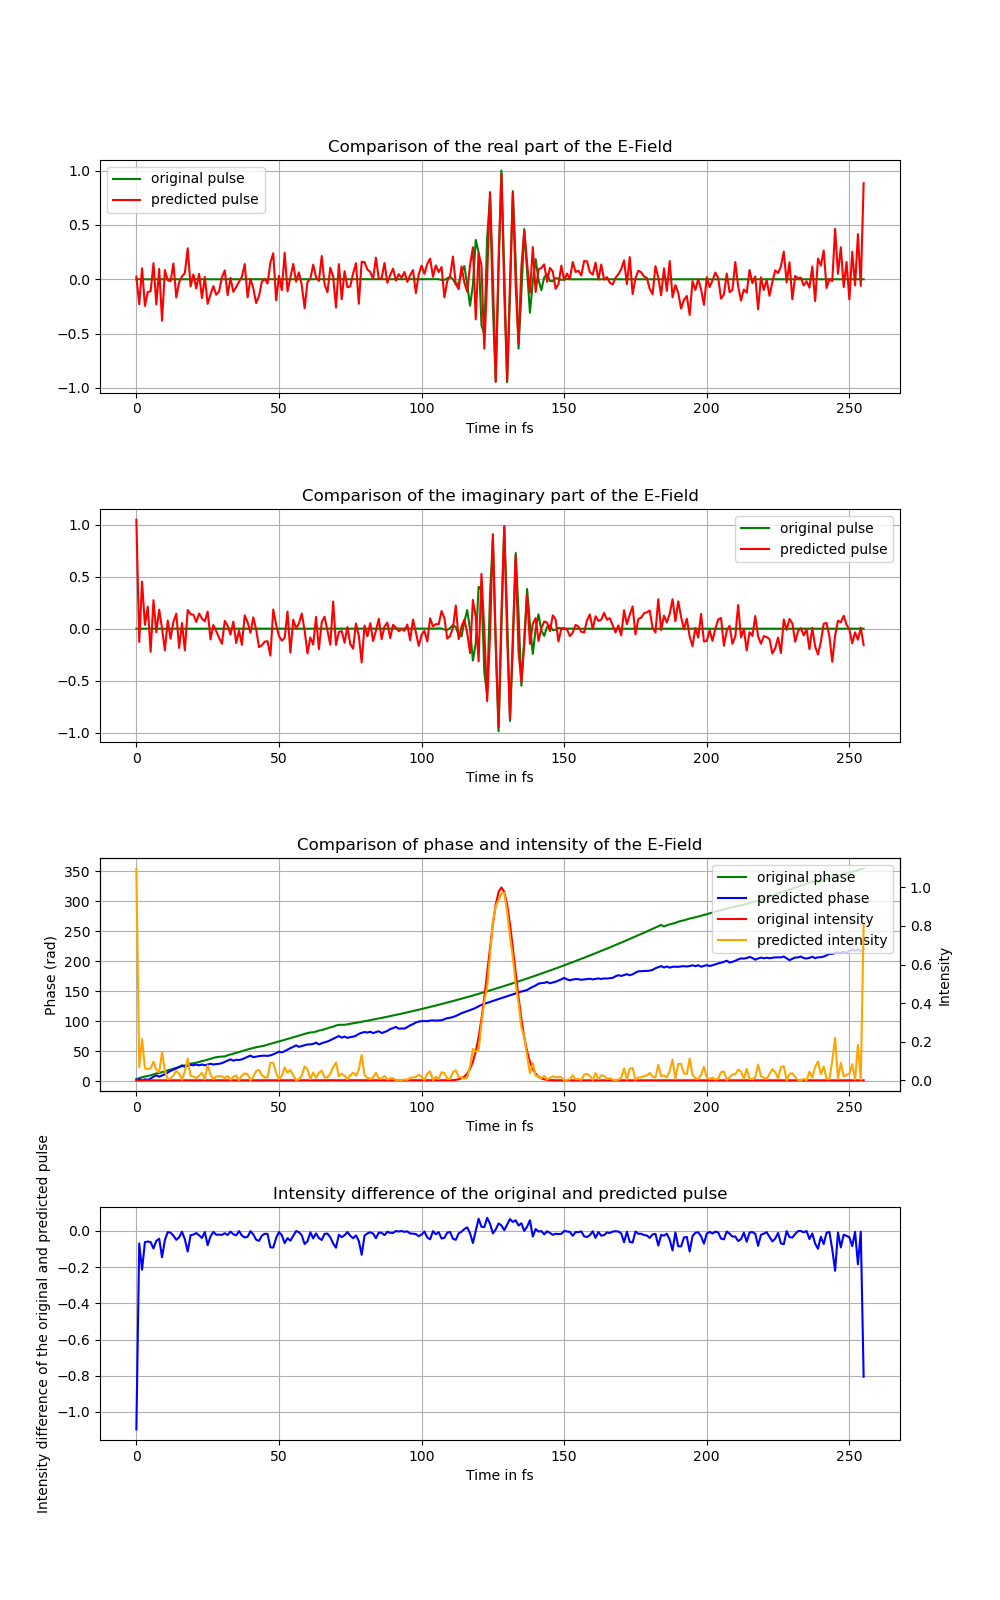 Comparison of the real part of the E-Field
original pulse
predicted pulse
1.0
0.5
0.0
−0.5
−1.0
0 50 100 150 200 250
Time in fs
Comparison of the imaginary part of the E-Field
original pulse
predicted pulse
1.0
0.5
0.0
−0.5
−1.0
0 50 100 150 200 250
Time in fs
Comparison of phase and intensity of the E-Field
original phase
predicted phase
original intensity
predicted intensity
Phase (rad)
350
300
250
200
150
100
50
0
Intensity
1.0
0.8
0.6
0.4
0.2
0.0
0 50 100 150 200 250
Time in fs
Intensity difference of the original and predicted pulse
Intensity difference of the original and predicted pulse
0.0
−0.2
−0.4
−0.6
−0.8
−1.0
0 50 100 150 200 250
Time in fs